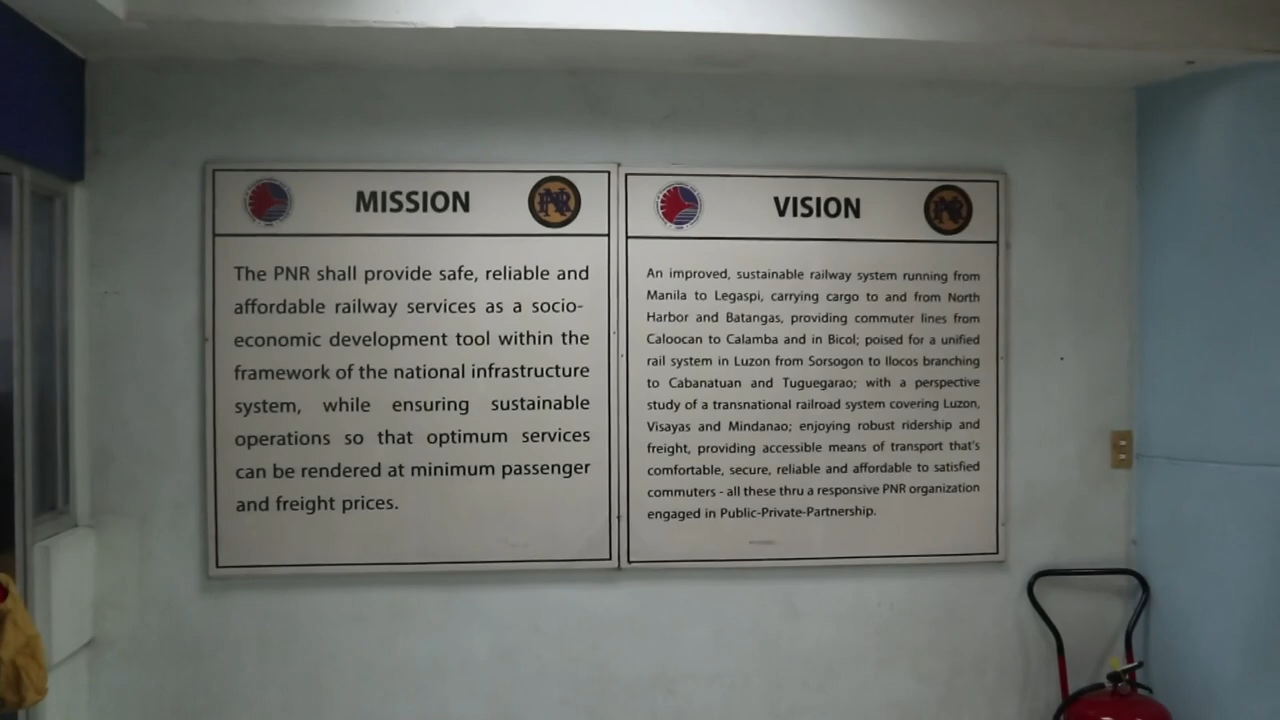 MISSION
The PNR shall provide safe, reliable and
affordable railway services as a socio-
economic development tool within the
framework of the national infrastructure
system, while ensuring sustainable
operations so that optimum services
can be rendered at minimum passenger
and freight prices.
VISION
An improved, sustainable railway system running from
Manila to Legaspi, carrying cargo to and from North
Harbor and Batangas, providing commuter lines from
Caloocan to Calamba and in Bicol; poised for a unified
rail system in Luzon from Sorsogon to Ilocos branching
to Cabanatuan and Tuguegarao; with a perspective
study of a transnational railroad system covering Luzon,
Visayas and Mindanao; enjoying robust ridership and
freight, providing accessible means of transport that's
comfortable, secure, reliable and affordable to satisfied
commuters - all these thru a responsive PNR organization
engaged in Public-Private-Partnership.